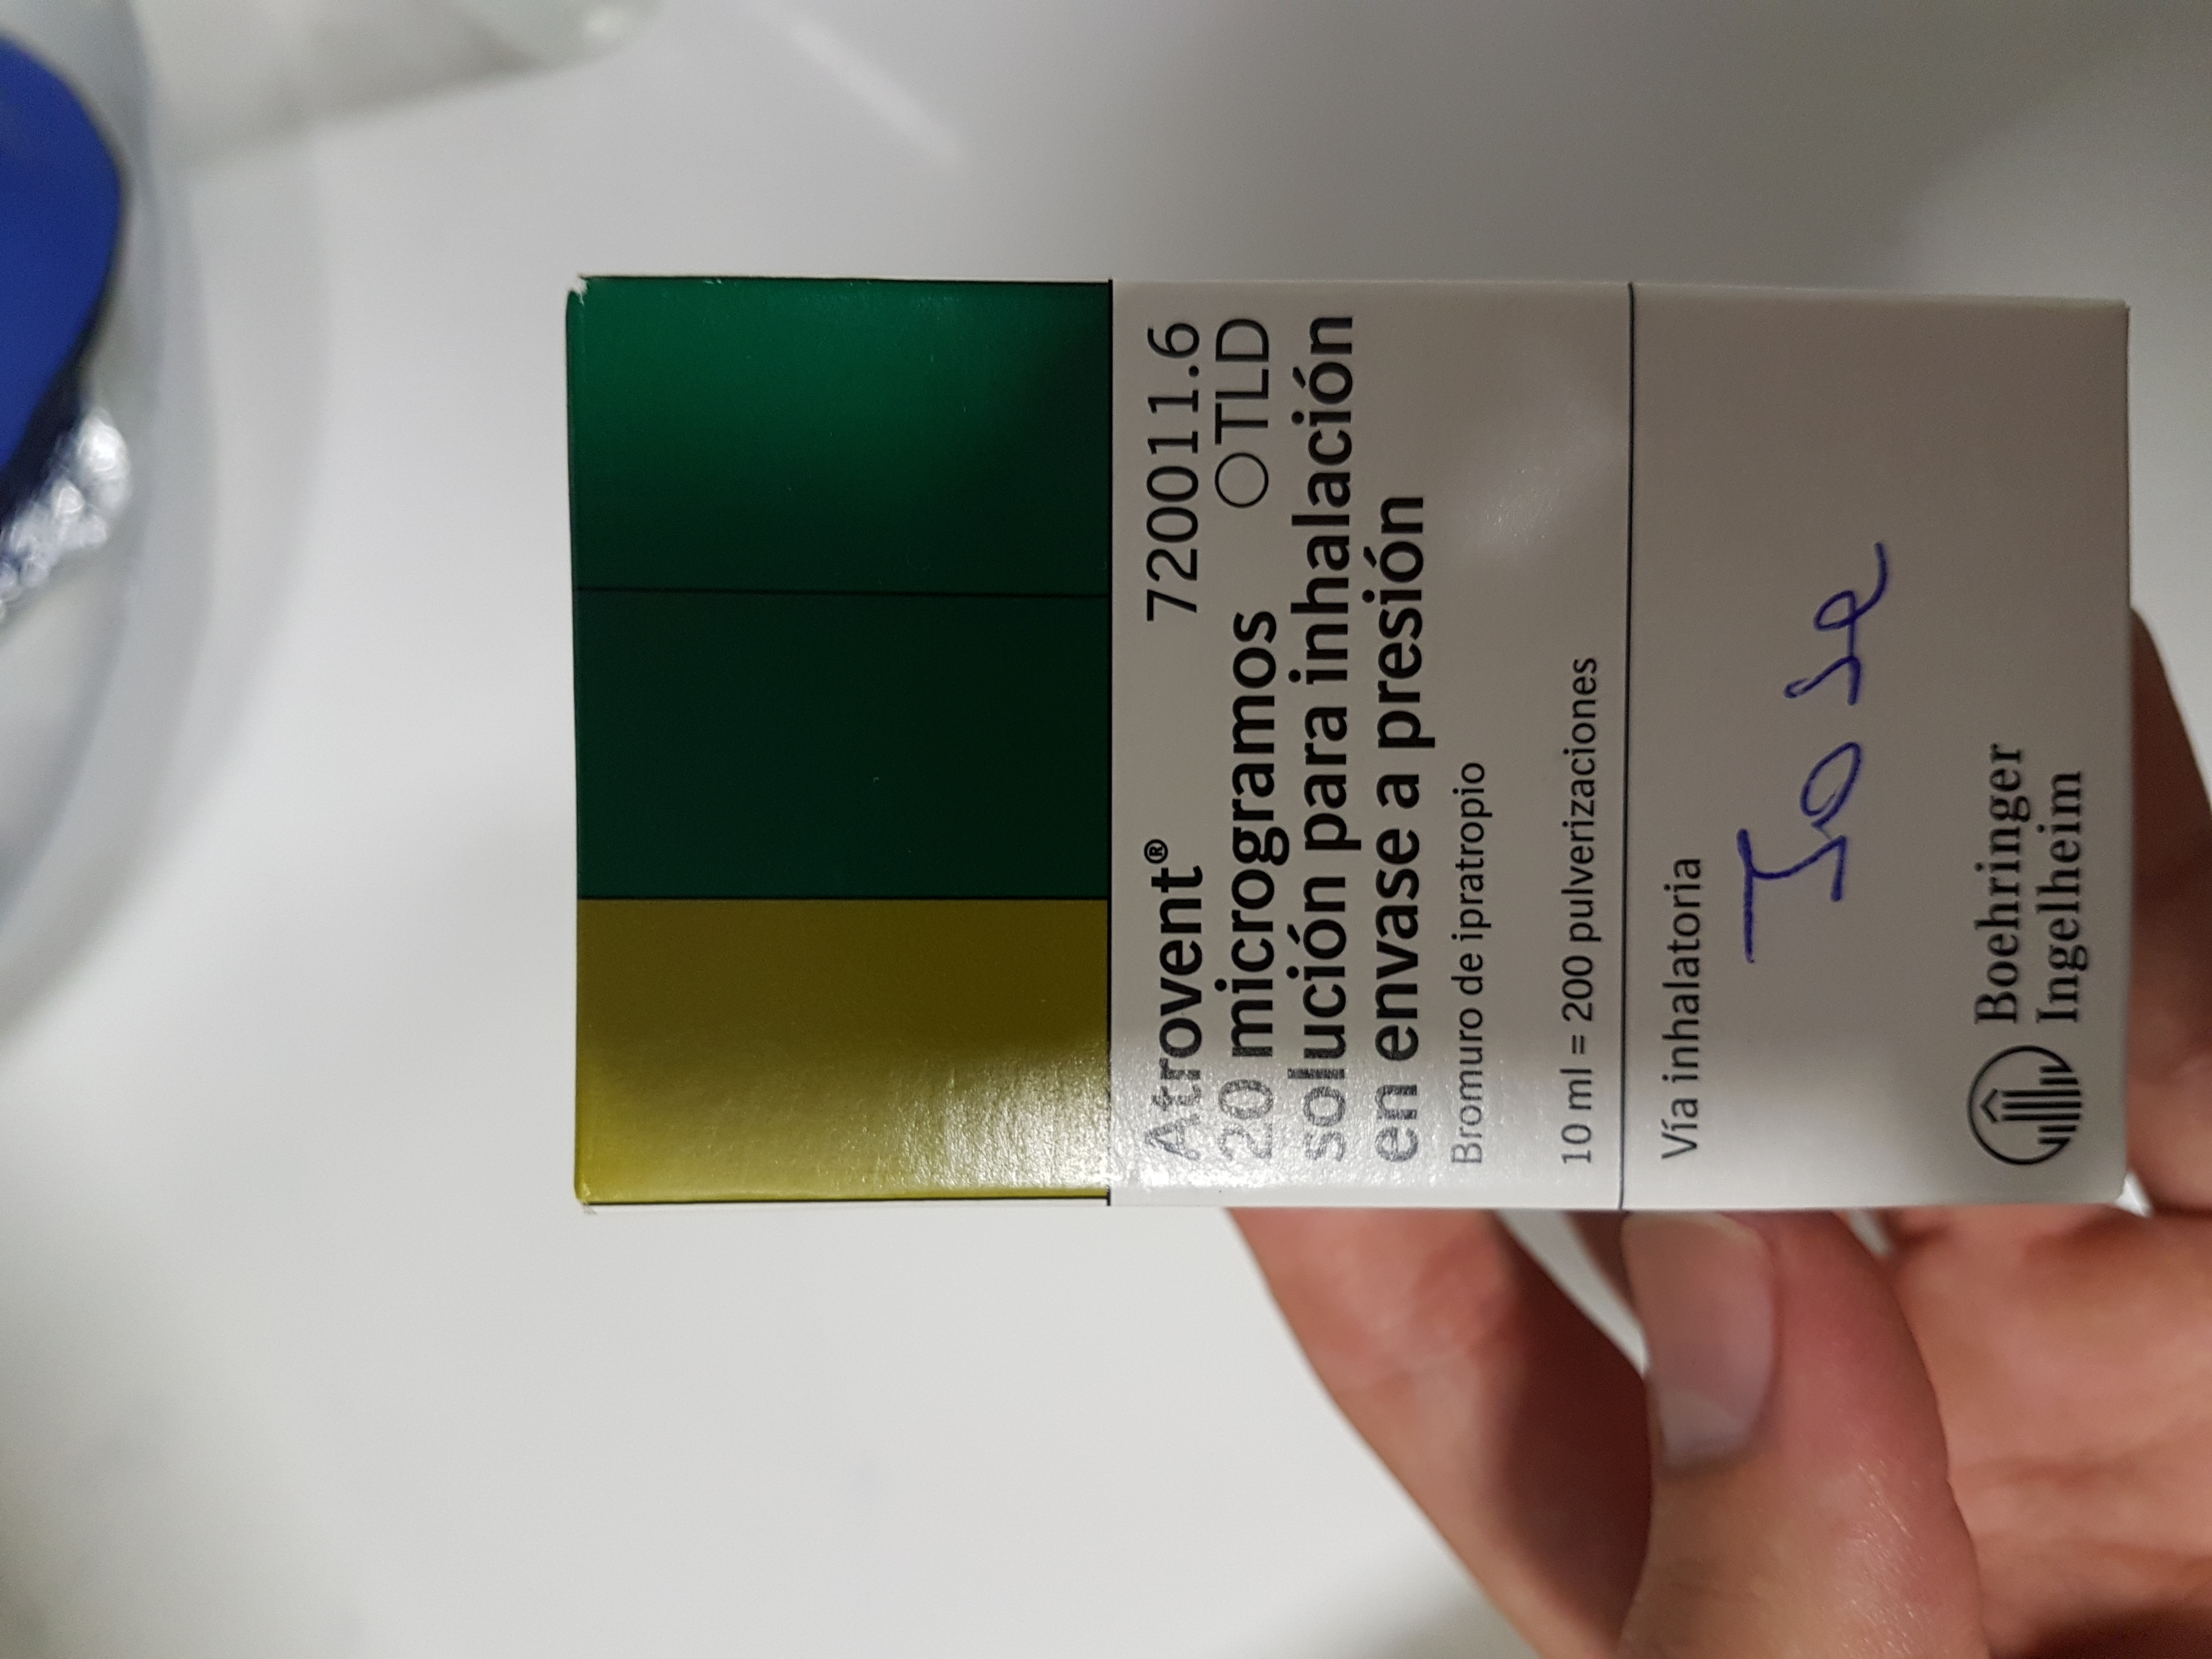 Atrovent® 720011.6
20 microgramos ○TLD
solución para inhalación
en envase a presión
Bromuro de ipratropio
10 ml = 200 pulverizaciones
Vía inhalatoria
Jose
Boehringer
Ingelheim